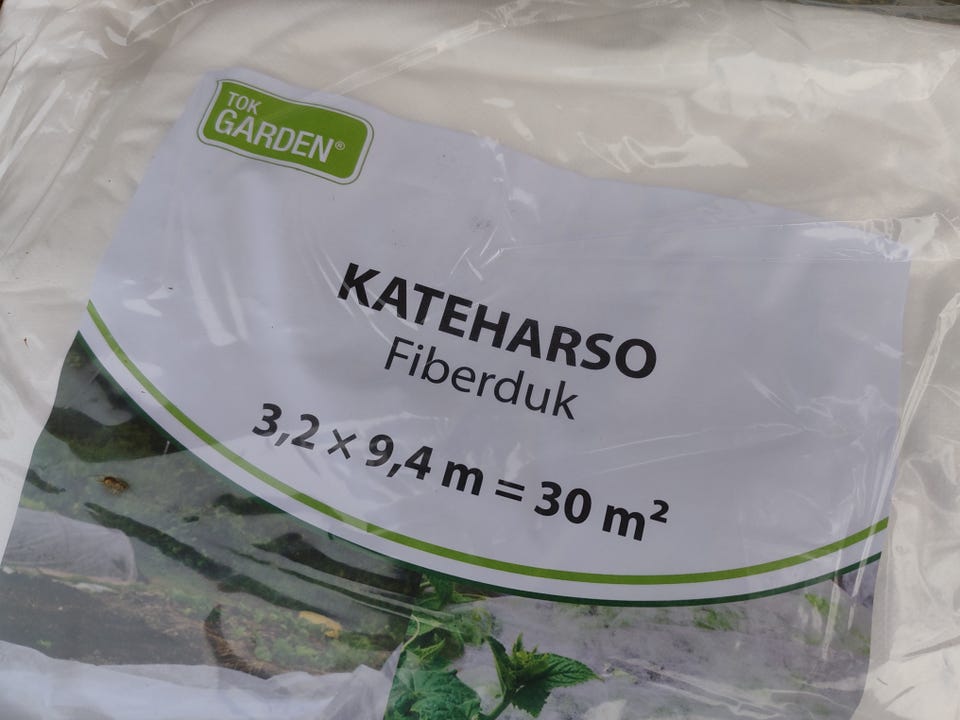 TOK
GARDEN®
KATEHARSO
Fiberduk
3,2 × 9,4 m = 30 m²